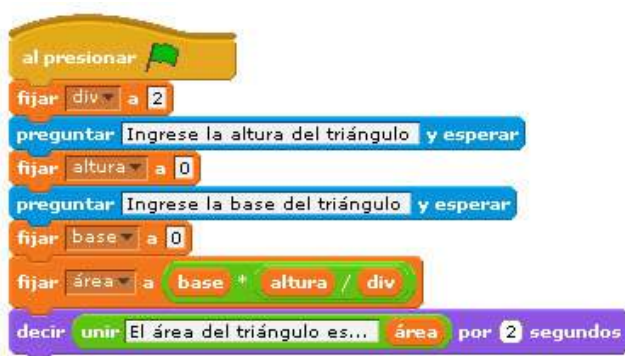 al presionar
fijar div a 2
preguntar Ingrese la altura del triángulo y esperar
fijar altura a 0
preguntar Ingrese la base del triángulo y esperar
fijar base a 0
fijar área a base * altura / div
decir unir El área del triángulo es... área por 2 segundos